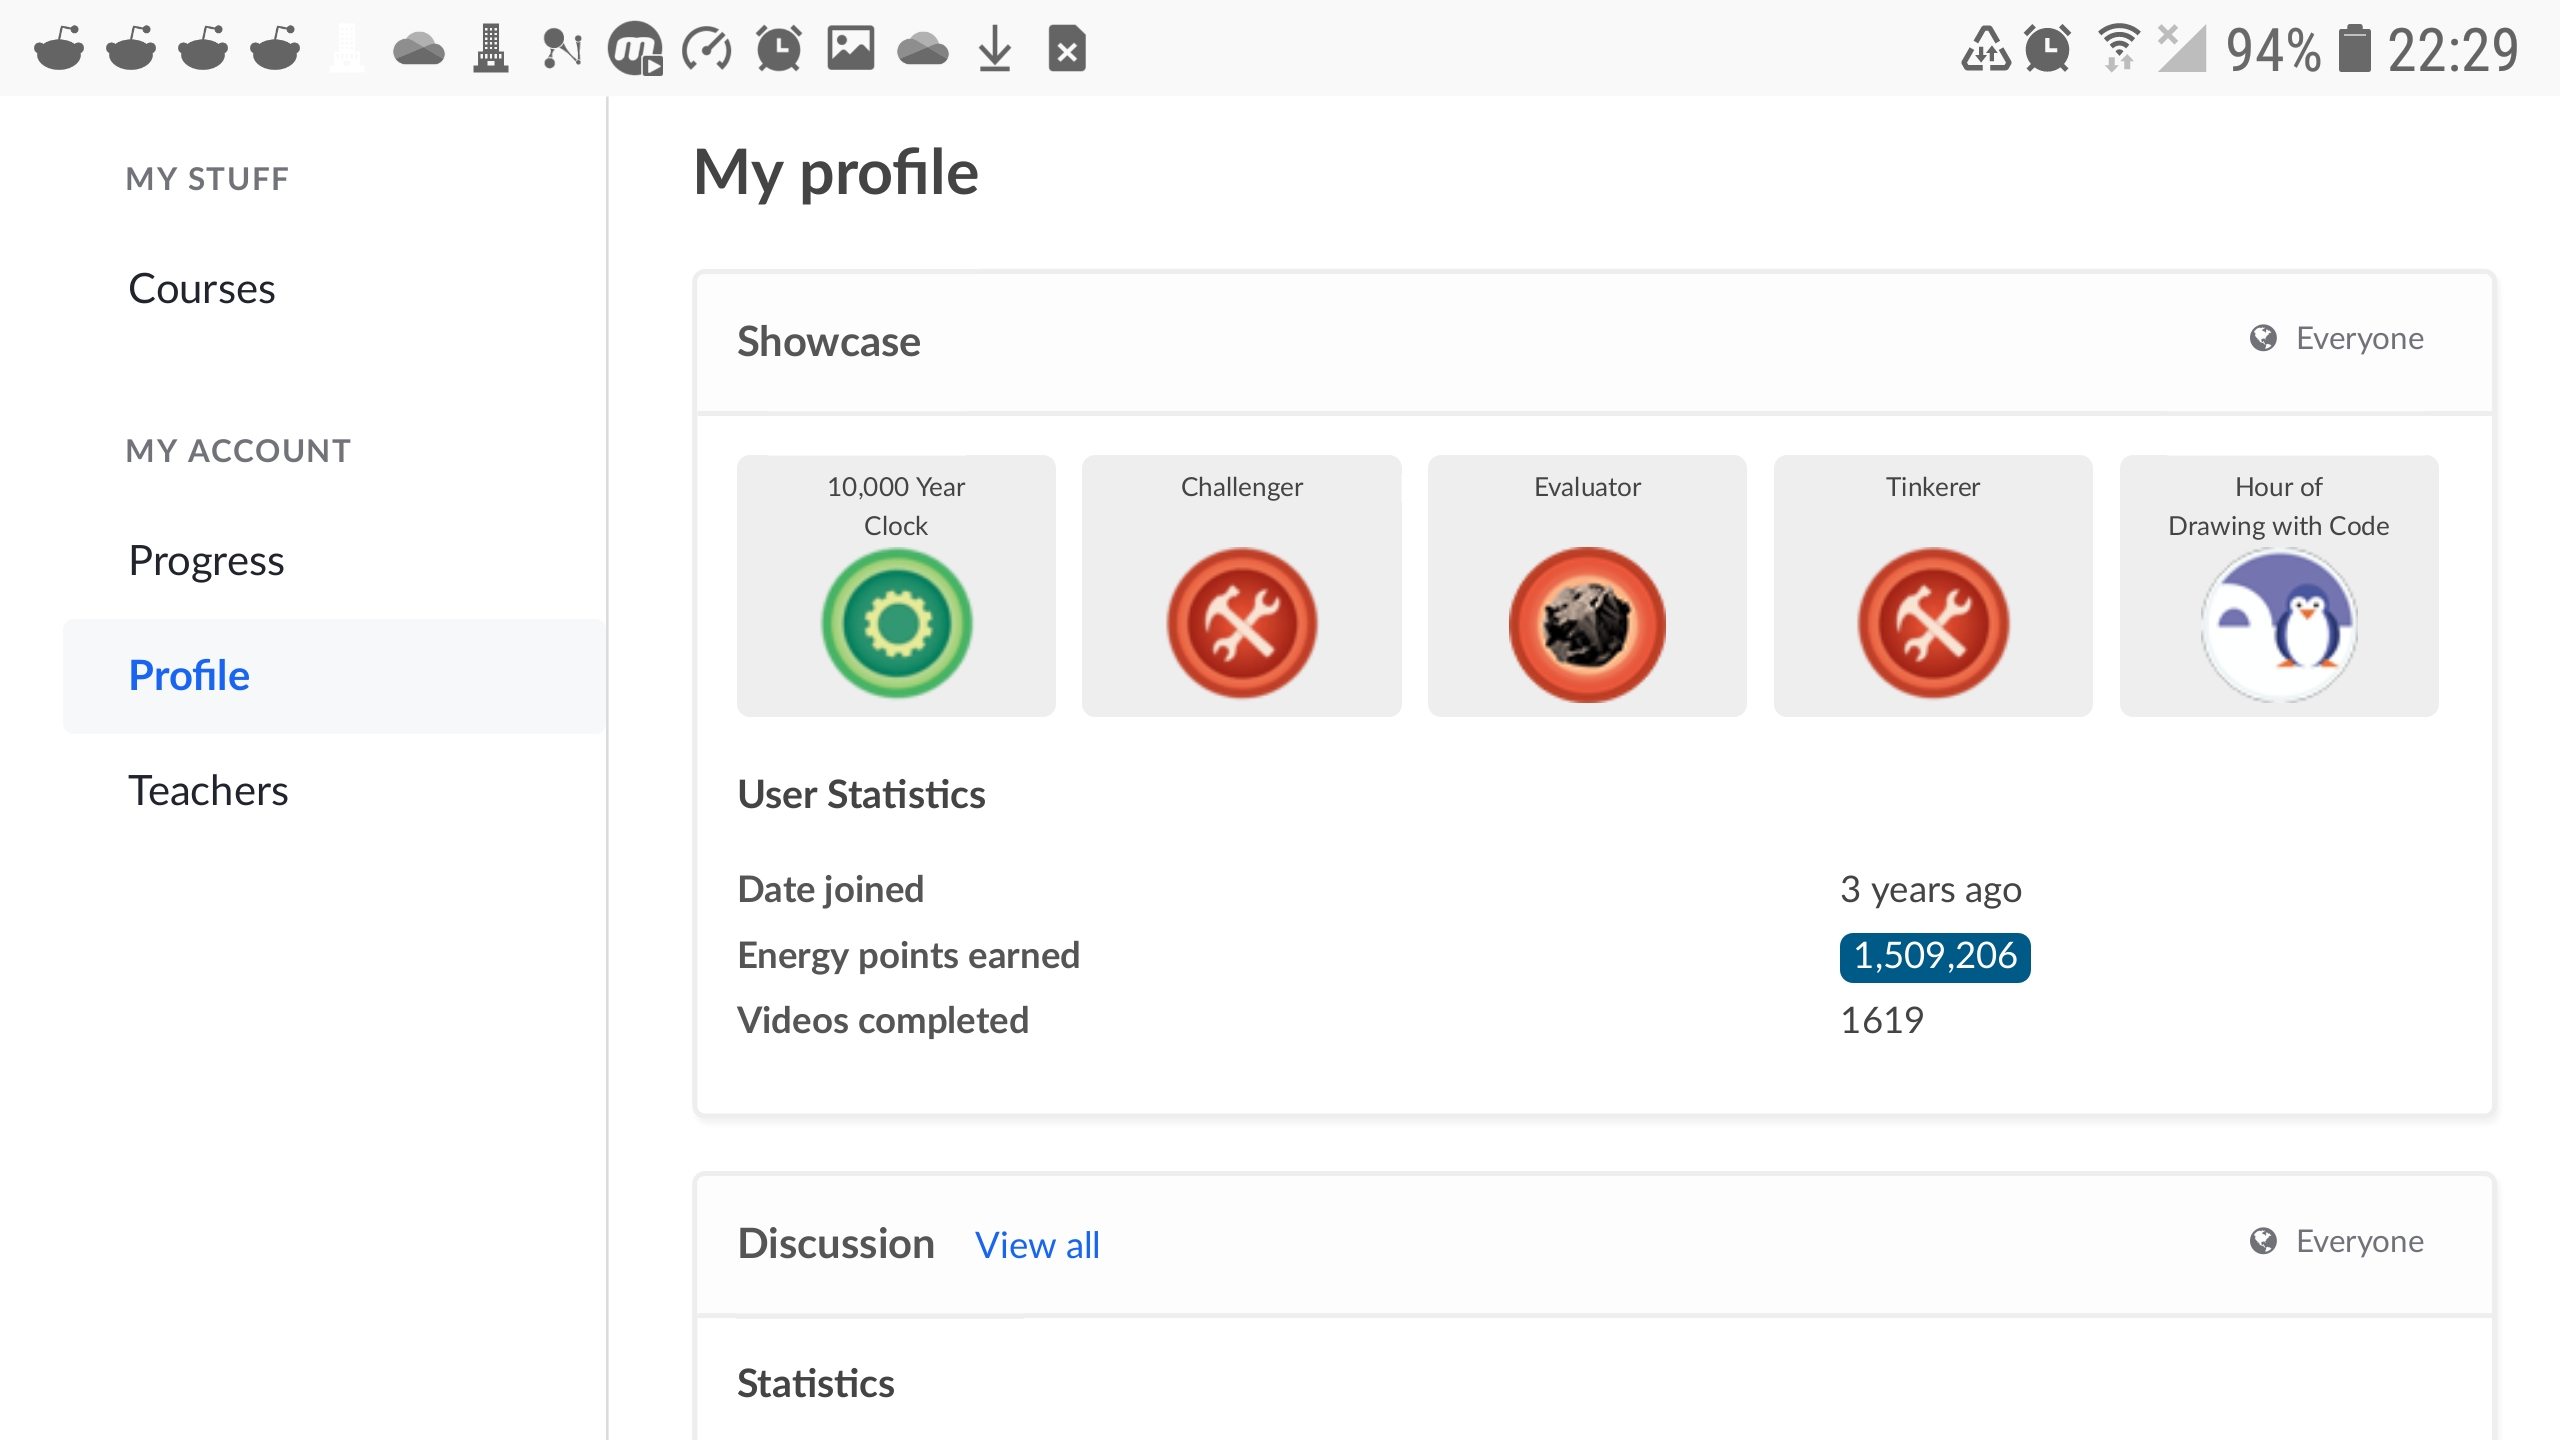 94% 22:29
MY STUFF
Courses
MY ACCOUNT
Progress
Profile
Teachers
My profile
Showcase
Everyone
10,000 Year
Clock
Challenger
Evaluator
Tinkerer
Hour of
Drawing with Code
User Statistics
Date joined 3 years ago
Energy points earned 1,509,206
Videos completed 1619
Discussion View all
Everyone
Statistics